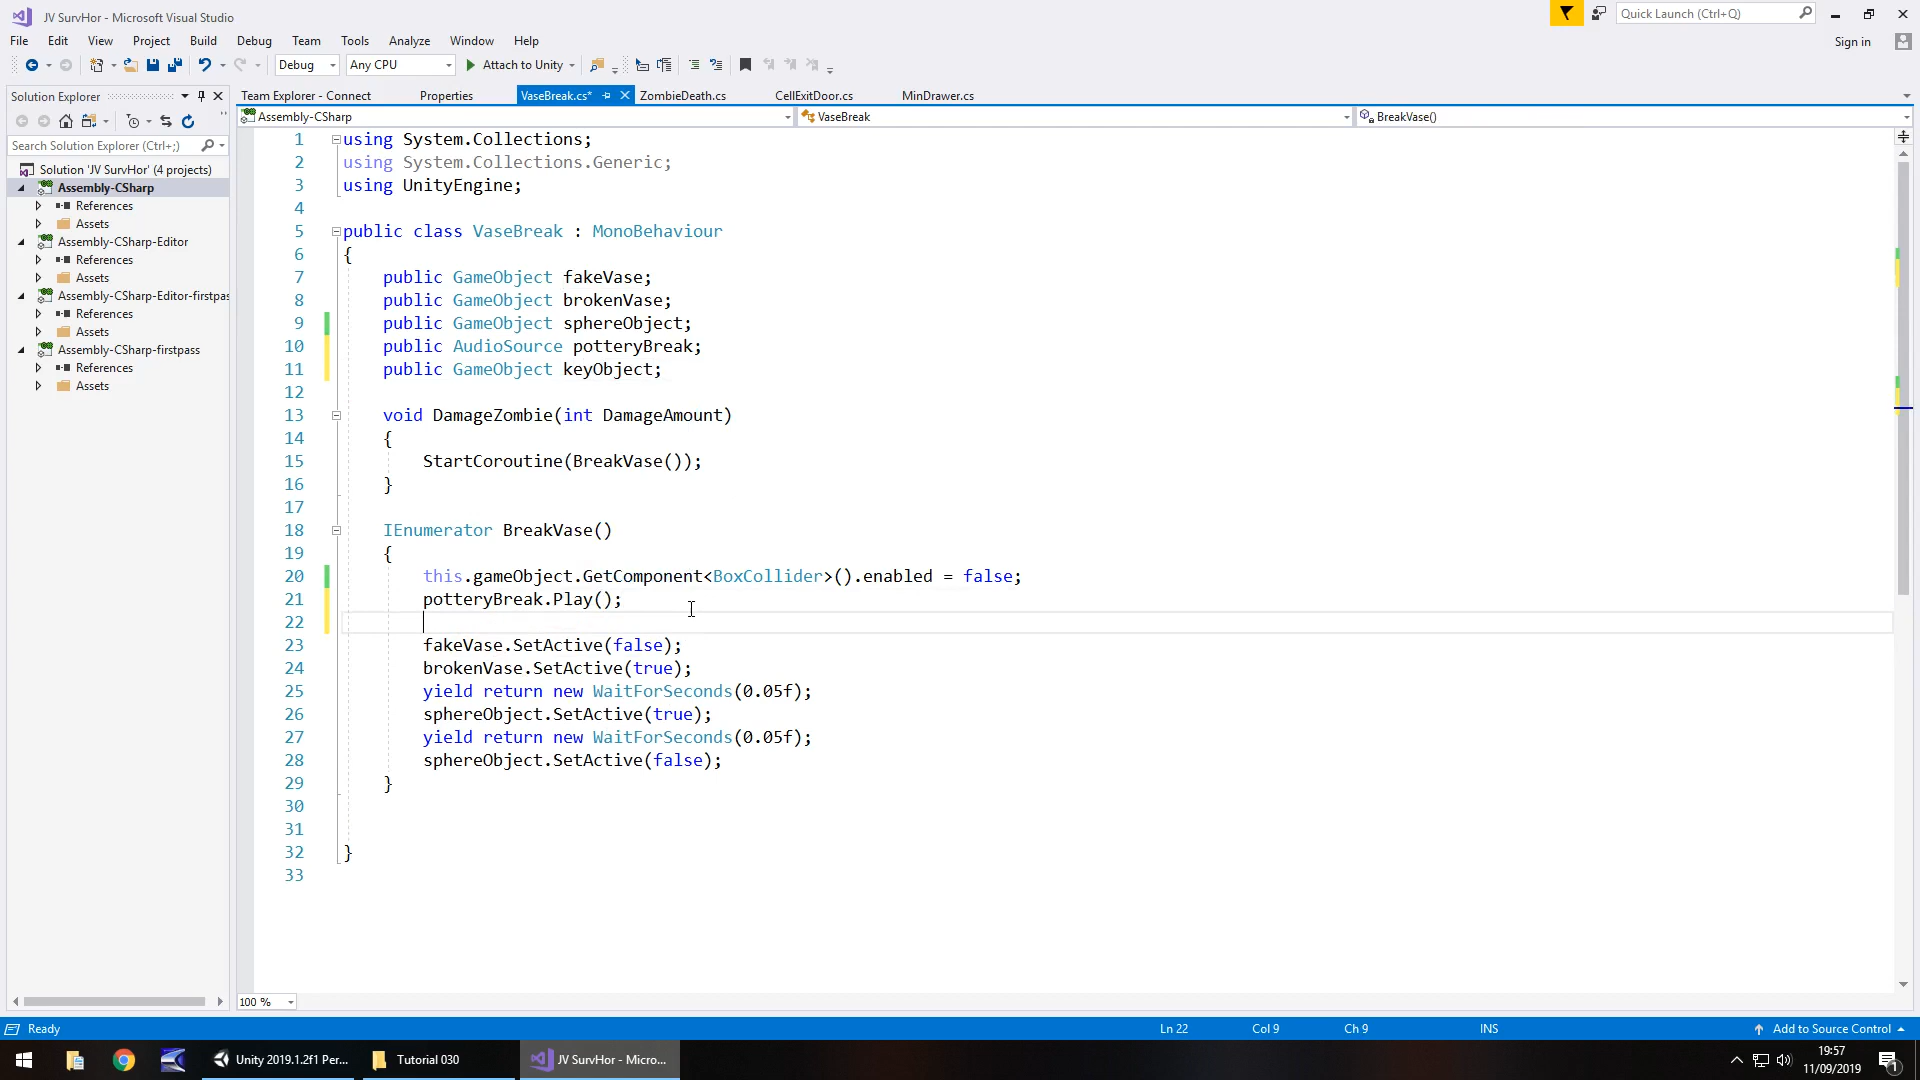 JV SurvHor - Microsoft Visual Studio
Quick Launch (Ctrl+Q)
File Edit View Project Build Debug Team Tools Analyze Window Help
Sign in
Debug Any CPU Attach to Unity
Solution Explorer
Team Explorer - Connect Properties VaseBreak.cs* ZombieDeath.cs CellExitDoor.cs MinDrawer.cs
Assembly-CSharp VaseBreak BreakVase()
Search Solution Explorer (Ctrl+;)
Solution 'JV SurvHor' (4 projects)
Assembly-CSharp
References
Assets
Assembly-CSharp-Editor
References
Assets
Assembly-CSharp-Editor-firstpas
References
Assets
Assembly-CSharp-firstpass
References
Assets
1 using System.Collections;
2 using System.Collections.Generic;
3 using UnityEngine;
4
5 public class VaseBreak : MonoBehaviour
6 {
7 public GameObject fakeVase;
8 public GameObject brokenVase;
9 public GameObject sphereObject;
10 public AudioSource potteryBreak;
11 public GameObject keyObject;
12
13 void DamageZombie(int DamageAmount)
14 {
15 StartCoroutine(BreakVase());
16 }
17
18 IEnumerator BreakVase()
19 {
20 this.gameObject.GetComponent<BoxCollider>().enabled = false;
21 potteryBreak.Play();
22
23 fakeVase.SetActive(false);
24 brokenVase.SetActive(true);
25 yield return new WaitForSeconds(0.05f);
26 sphereObject.SetActive(true);
27 yield return new WaitForSeconds(0.05f);
28 sphereObject.SetActive(false);
29 }
30
31
32 }
33
100 %
Ready Ln 22 Col 9 Ch 9 INS Add to Source Control
Unity 2019.1.2f1 Per... Tutorial 030 JV SurvHor - Micro...
19:57
11/09/2019
1